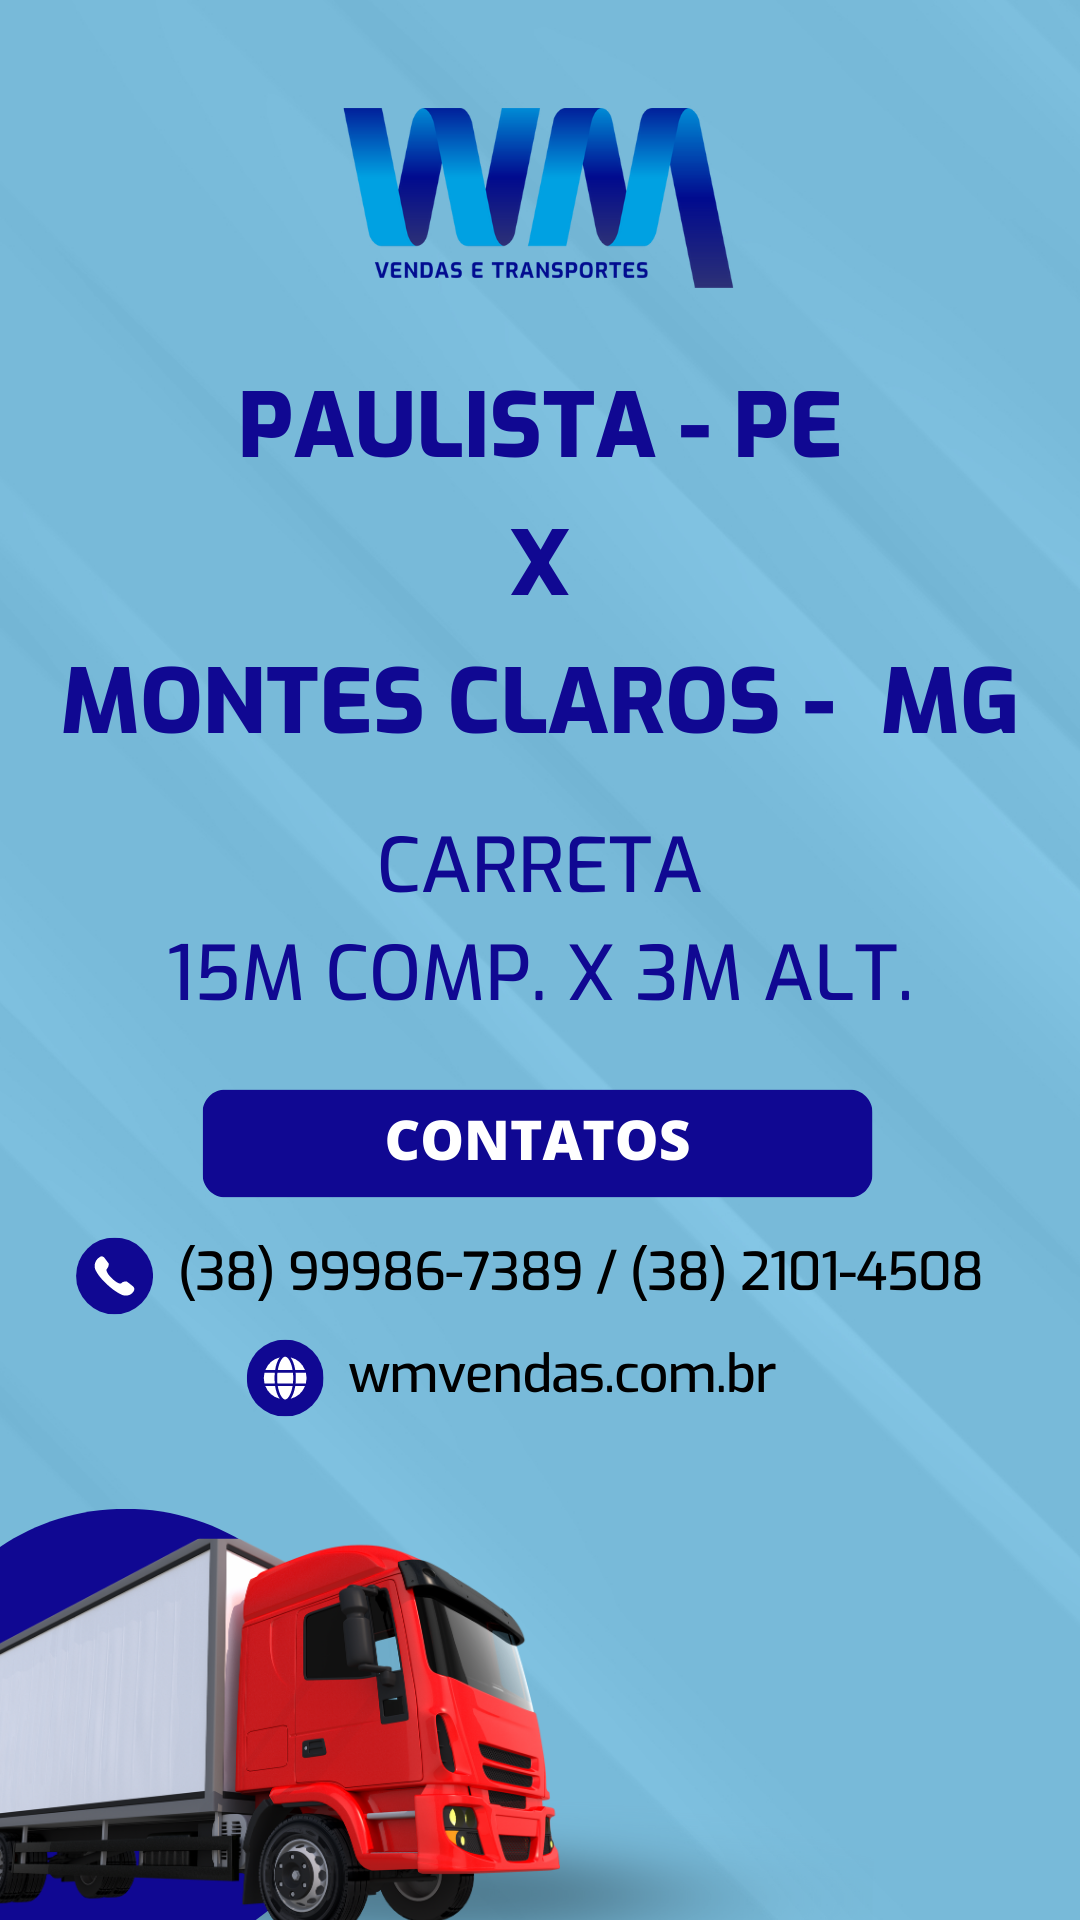 WM
VENDAS E TRANSPORTES
PAULISTA - PE
X
MONTES CLAROS - MG
CARRETA
15M COMP. X 3M ALT.
CONTATOS
(38) 99986-7389 / (38) 2101-4508
wmvendas.com.br